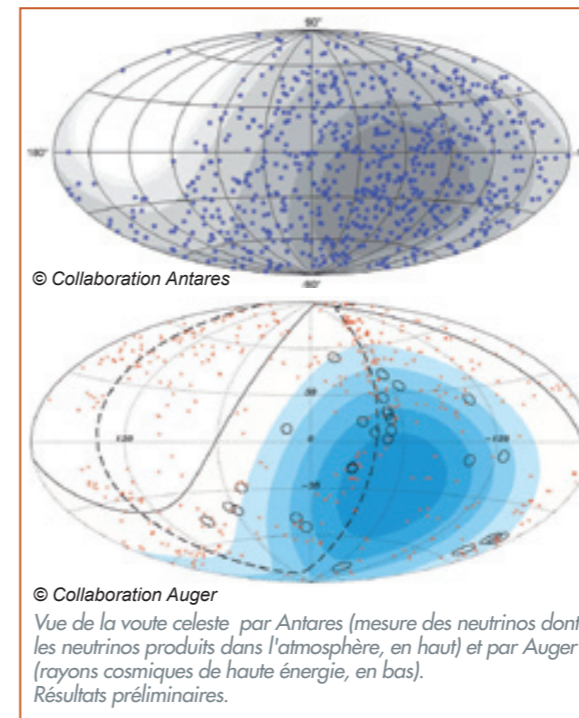 90°
180°
© Collaboration Antares
-90°
30
120
0
-120
-30
© Collaboration Auger
Vue de la voute celeste par Antares (mesure des neutrinos dont
les neutrinos produits dans l'atmosphère, en haut) et par Auger
(rayons cosmiques de haute énergie, en bas).
Résultats préliminaires.